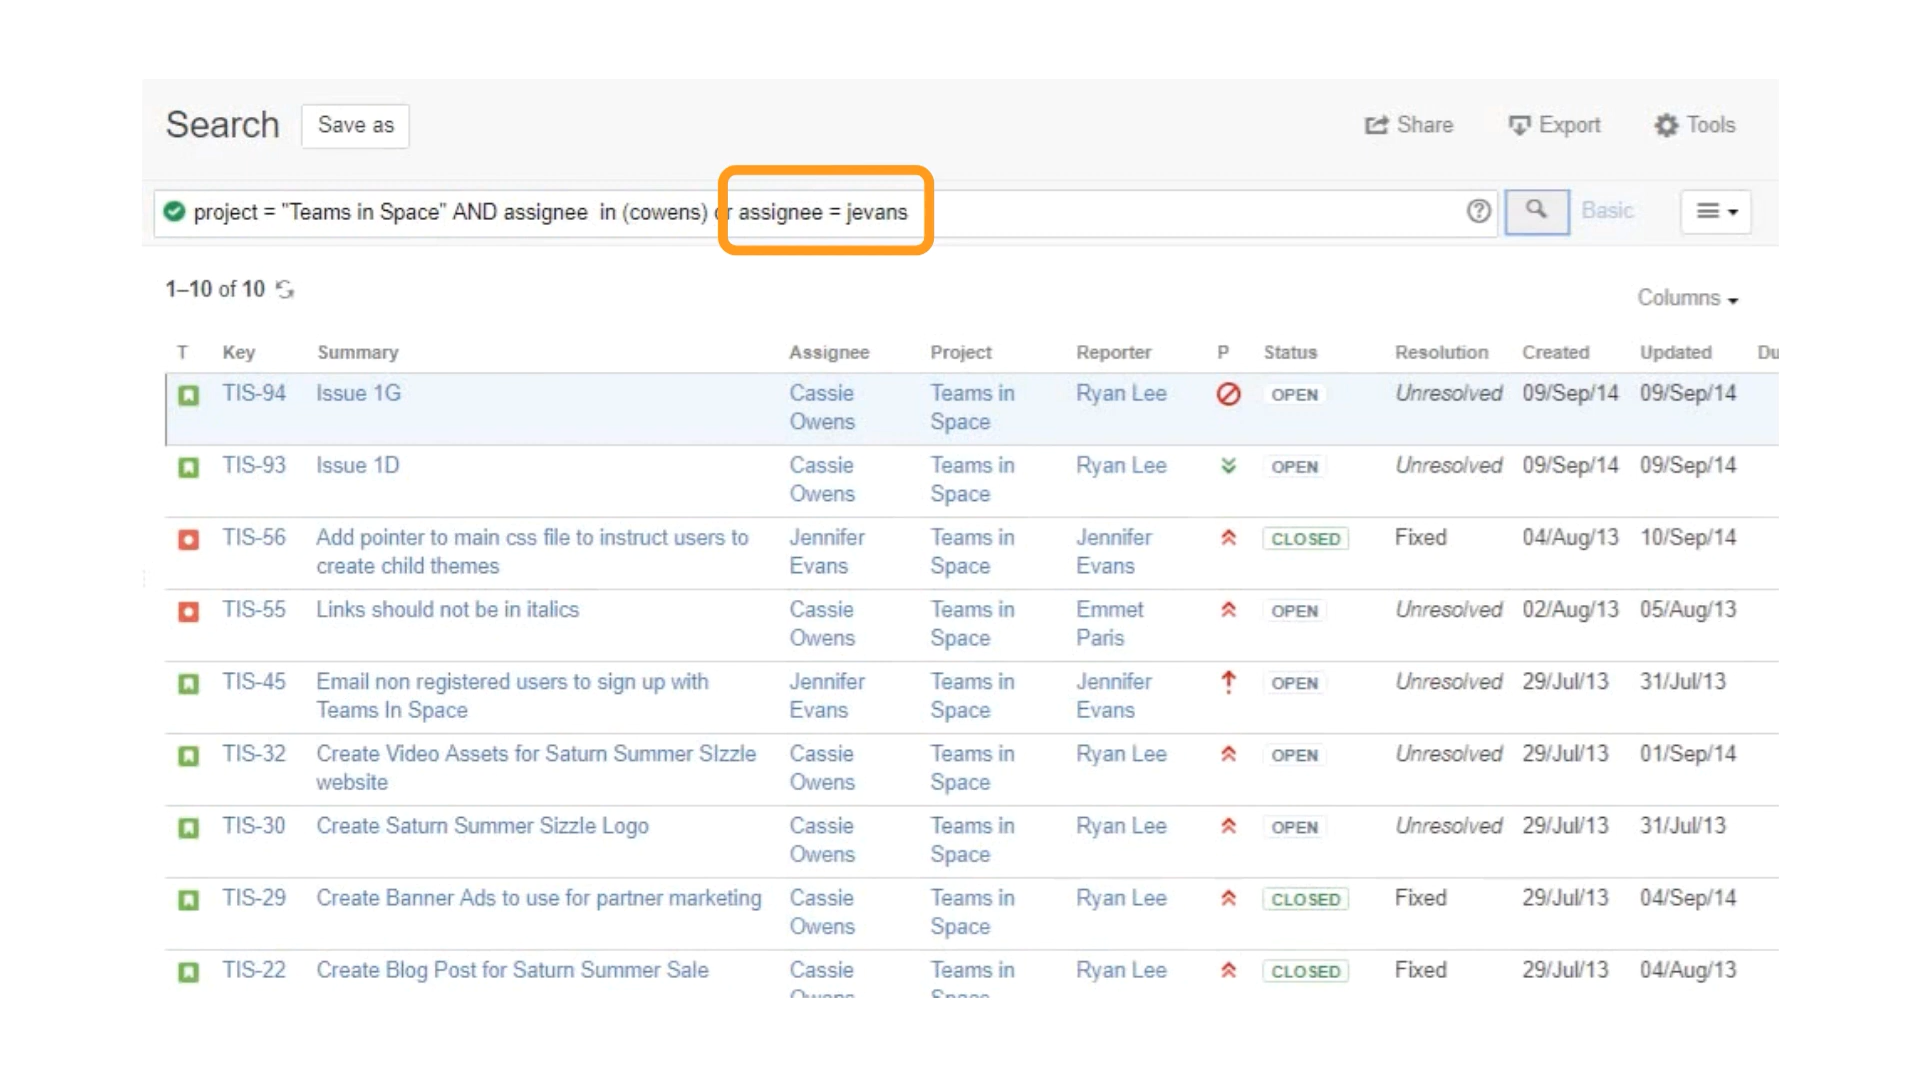 Search Save as Share Export Tools
project = "Teams in Space" AND assignee in (cowens) or assignee = jevans Basic
1–10 of 10
Columns
T Key Summary Assignee Project Reporter P Status Resolution Created Updated Du
TIS-94 Issue 1G Cassie Owens Teams in Space Ryan Lee OPEN Unresolved 09/Sep/14 09/Sep/14
TIS-93 Issue 1D Cassie Owens Teams in Space Ryan Lee OPEN Unresolved 09/Sep/14 09/Sep/14
TIS-56 Add pointer to main css file to instruct users to create child themes Jennifer Evans Teams in Space Jennifer Evans CLOSED Fixed 04/Aug/13 10/Sep/14
TIS-55 Links should not be in italics Cassie Owens Teams in Space Emmet Paris OPEN Unresolved 02/Aug/13 05/Aug/13
TIS-45 Email non registered users to sign up with Teams In Space Jennifer Evans Teams in Space Jennifer Evans OPEN Unresolved 29/Jul/13 31/Jul/13
TIS-32 Create Video Assets for Saturn Summer SIzzle website Cassie Owens Teams in Space Ryan Lee OPEN Unresolved 29/Jul/13 01/Sep/14
TIS-30 Create Saturn Summer Sizzle Logo Cassie Owens Teams in Space Ryan Lee OPEN Unresolved 29/Jul/13 31/Jul/13
TIS-29 Create Banner Ads to use for partner marketing Cassie Owens Teams in Space Ryan Lee CLOSED Fixed 29/Jul/13 04/Sep/14
TIS-22 Create Blog Post for Saturn Summer Sale Cassie Owens Teams in Space Ryan Lee CLOSED Fixed 29/Jul/13 04/Aug/13